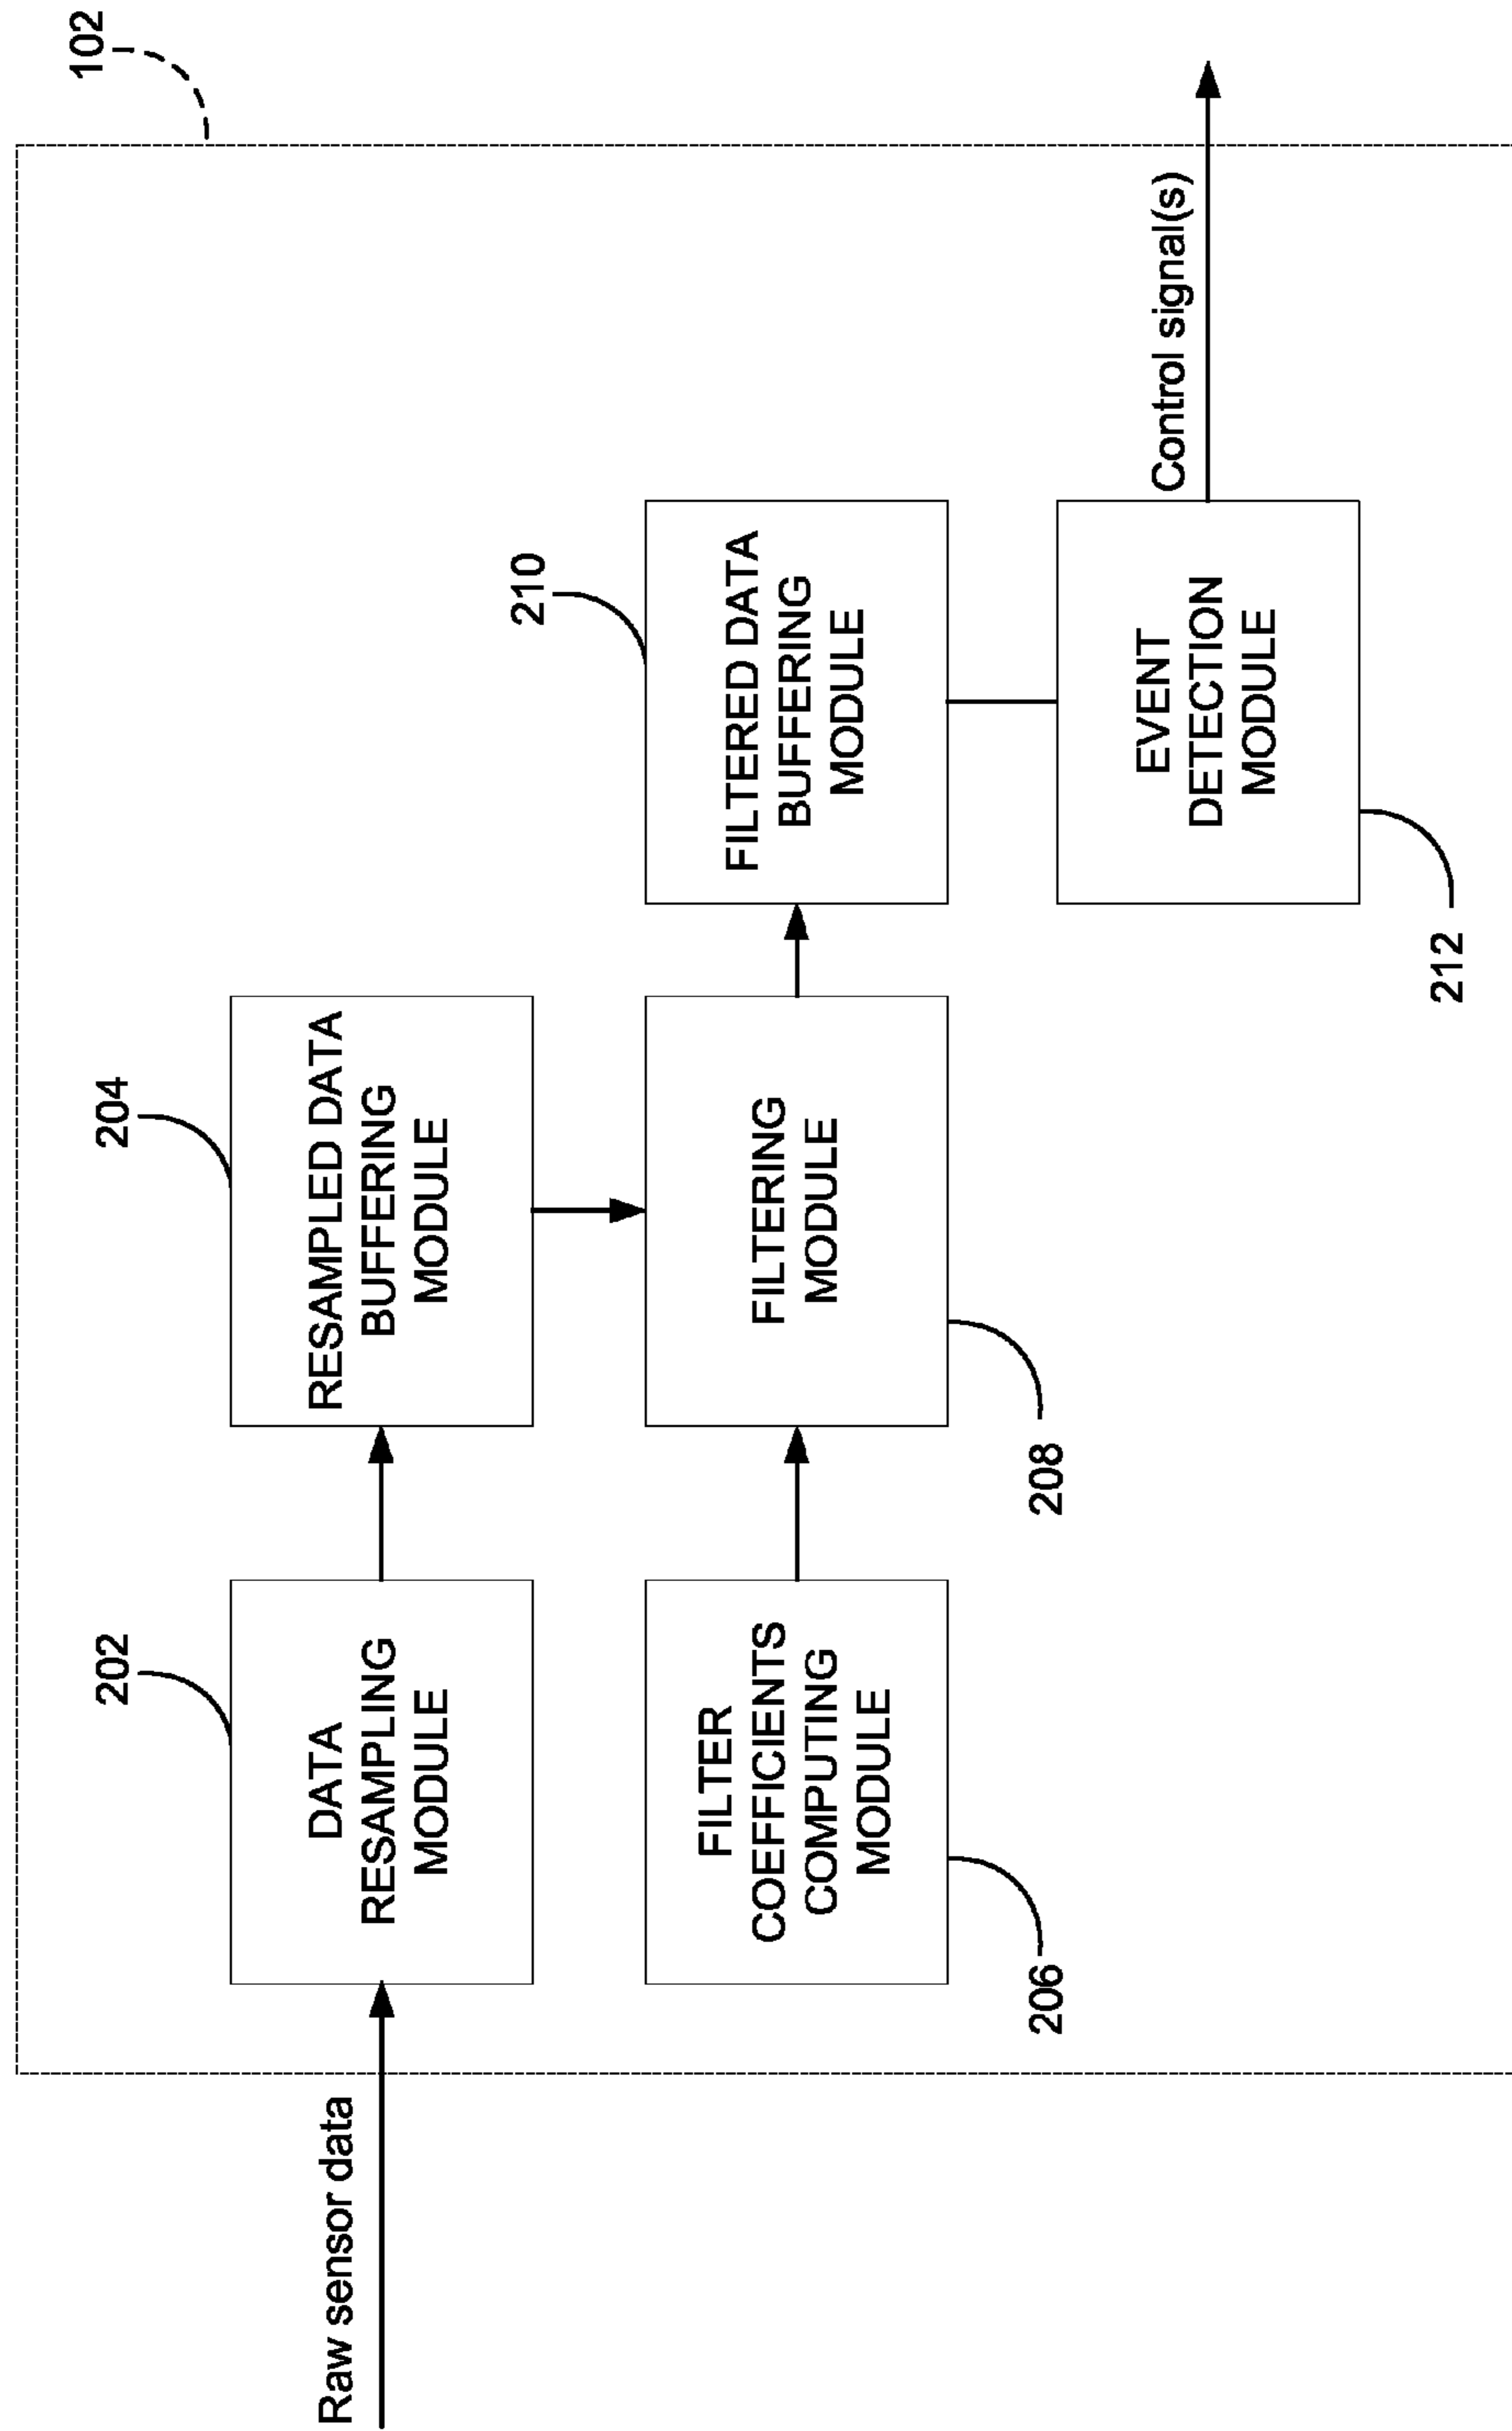 102
202
204
Raw sensor data
DATA
RESAMPLING
MODULE
RESAMPLED DATA
BUFFERING
MODULE
210
FILTER
COEFFICIENTS
COMPUTING
MODULE
FILTERING
MODULE
FILTERED DATA
BUFFERING
MODULE
206
208
EVENT
DETECTION
MODULE
Control signal(s)
212